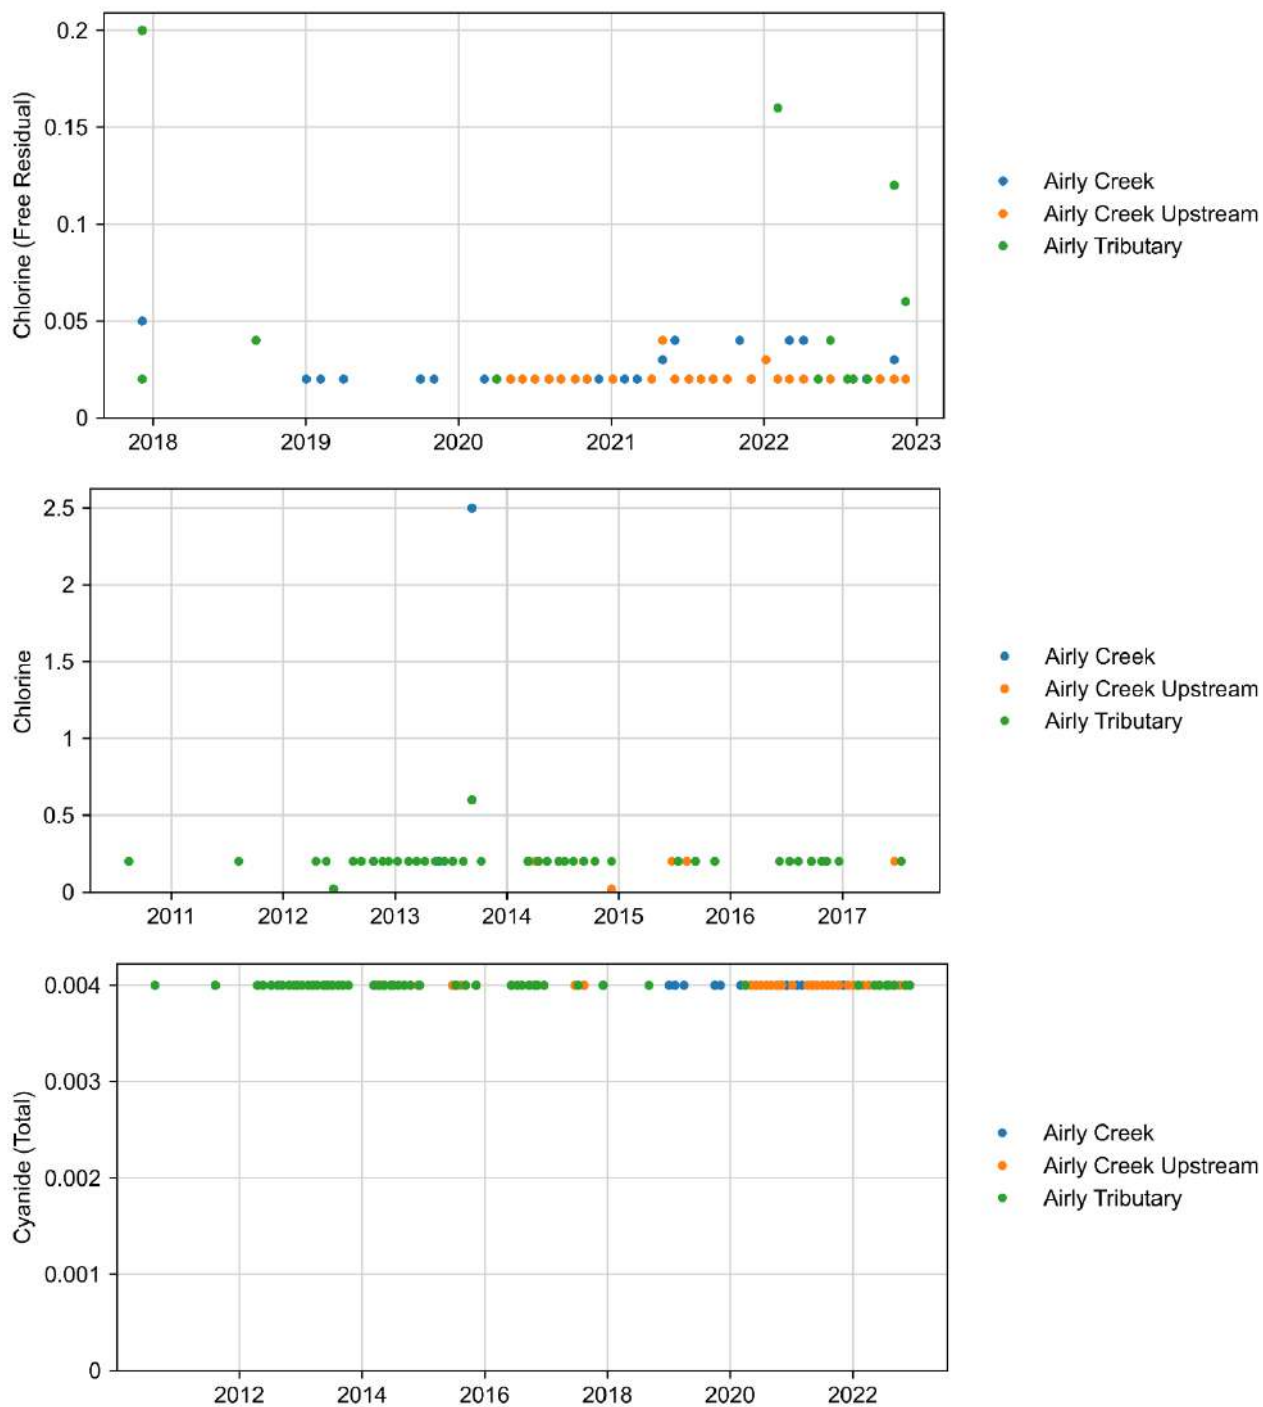 0.2
0.15
0.1
0.05
0
Chlorine (Free Residual)
2018 2019 2020 2021 2022 2023
Airly Creek
Airly Creek Upstream
Airly Tributary
2.5
2
1.5
1
0.5
0
Chlorine
2011 2012 2013 2014 2015 2016 2017
Airly Creek
Airly Creek Upstream
Airly Tributary
0.004
0.003
0.002
0.001
0
Cyanide (Total)
2012 2014 2016 2018 2020 2022
Airly Creek
Airly Creek Upstream
Airly Tributary